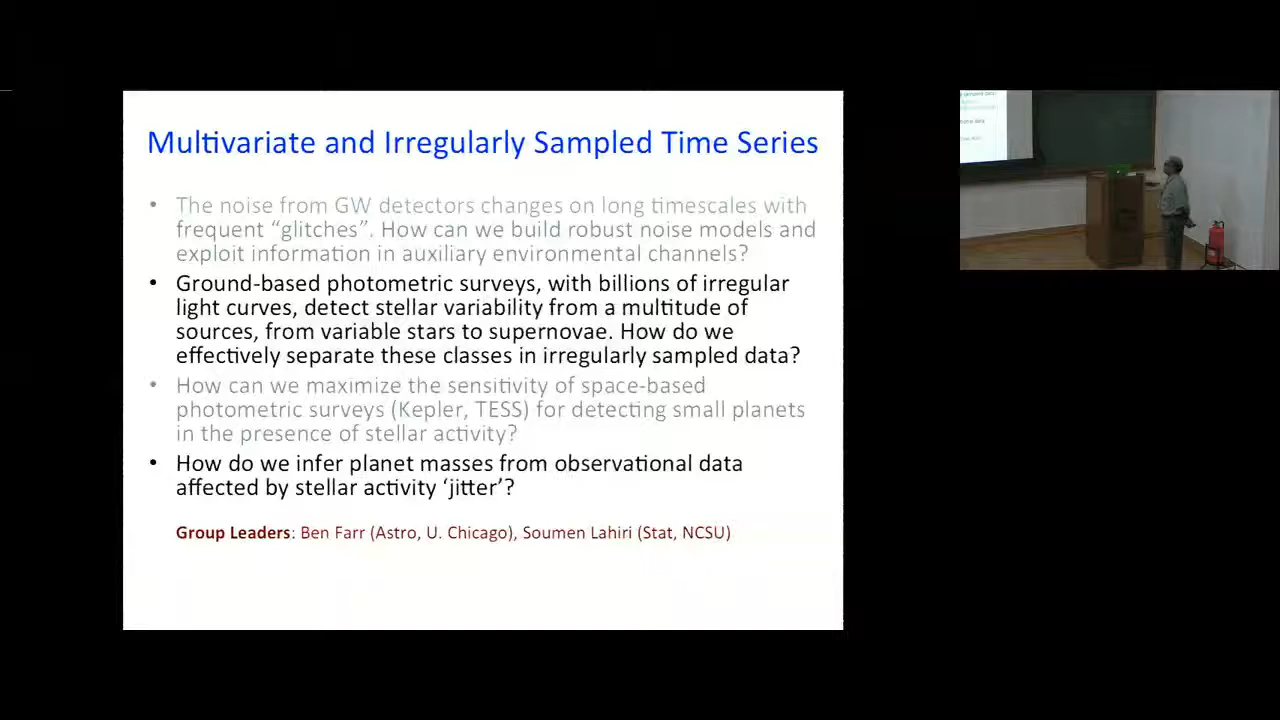 Multivariate and Irregularly Sampled Time Series
• The noise from GW detectors changes on long timescales with
frequent “glitches”. How can we build robust noise models and
exploit information in auxiliary environmental channels?
• Ground-based photometric surveys, with billions of irregular
light curves, detect stellar variability from a multitude of
sources, from variable stars to supernovae. How do we
effectively separate these classes in irregularly sampled data?
• How can we maximize the sensitivity of space-based
photometric surveys (Kepler, TESS) for detecting small planets
in the presence of stellar activity?
• How do we infer planet masses from observational data
affected by stellar activity ‘jitter’?
Group Leaders: Ben Farr (Astro, U. Chicago), Soumen Lahiri (Stat, NCSU)